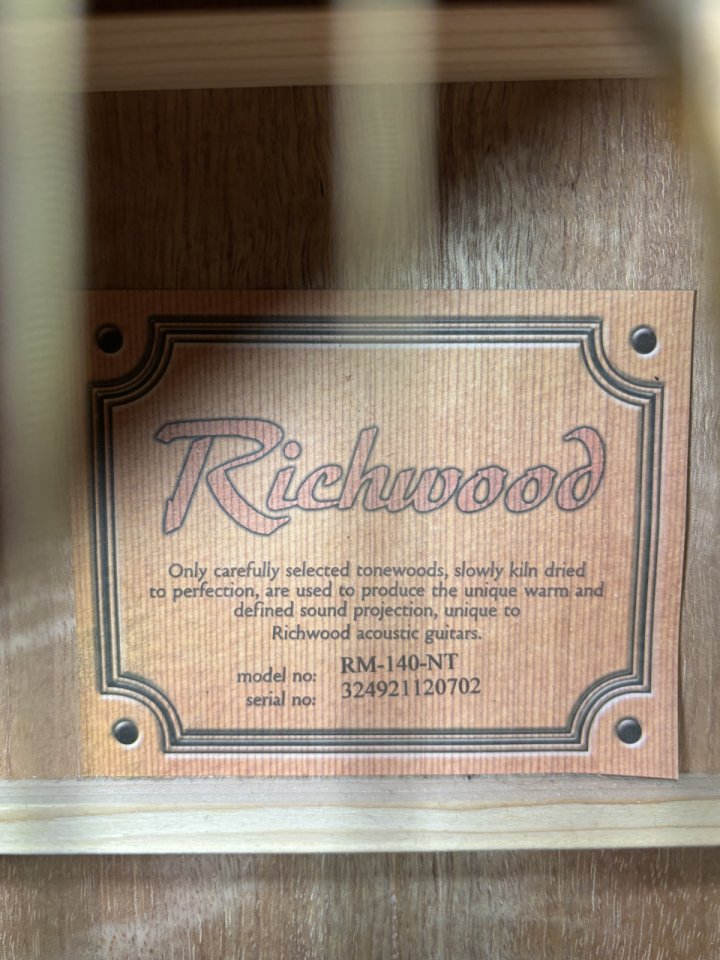 Richwood
Only carefully selected tonewoods, slowly kiln dried
to perfection, are used to produce the unique warm and
defined sound projection, unique to
Richwood acoustic guitars.
model no: RM-140-NT
serial no: 324921120702